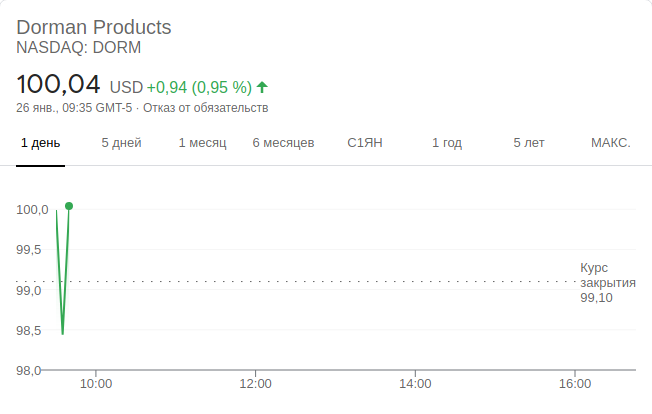 Dorman Products
NASDAQ: DORM
100,04 USD +0,94 (0,95 %)
26 янв., 09:35 GMT-5 · Отказ от обязательств
1 день 5 дней 1 месяц 6 месяцев С1ЯН 1 год 5 лет МАКС.
100,0
99,5
Курс
закрытия
99,10
99,0
98,5
98,0
10:00 12:00 14:00 16:00